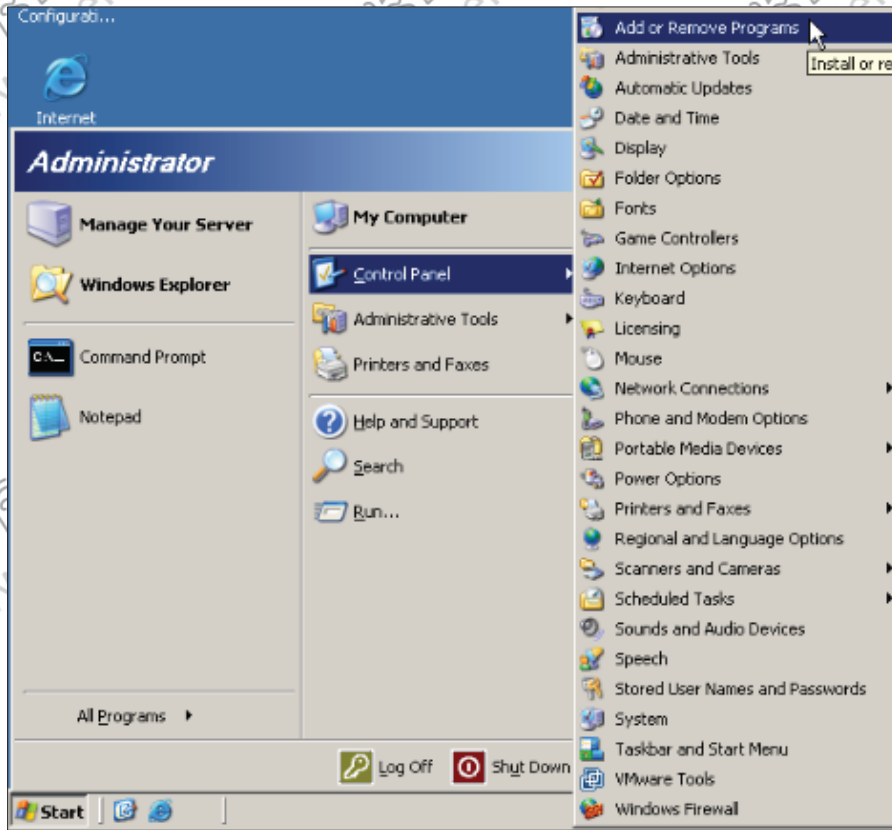 Configurati...
Internet
Administrator
Manage Your Server
Windows Explorer
Command Prompt
Notepad
All Programs
My Computer
Control Panel
Administrative Tools
Printers and Faxes
Help and Support
Search
Run...
Log Off
Shut Down
Start
Add or Remove Programs
Install or re
Administrative Tools
Automatic Updates
Date and Time
Display
Folder Options
Fonts
Game Controllers
Internet Options
Keyboard
Licensing
Mouse
Network Connections
Phone and Modem Options
Portable Media Devices
Power Options
Printers and Faxes
Regional and Language Options
Scanners and Cameras
Scheduled Tasks
Sounds and Audio Devices
Speech
Stored User Names and Passwords
System
Taskbar and Start Menu
VMware Tools
Windows Firewall